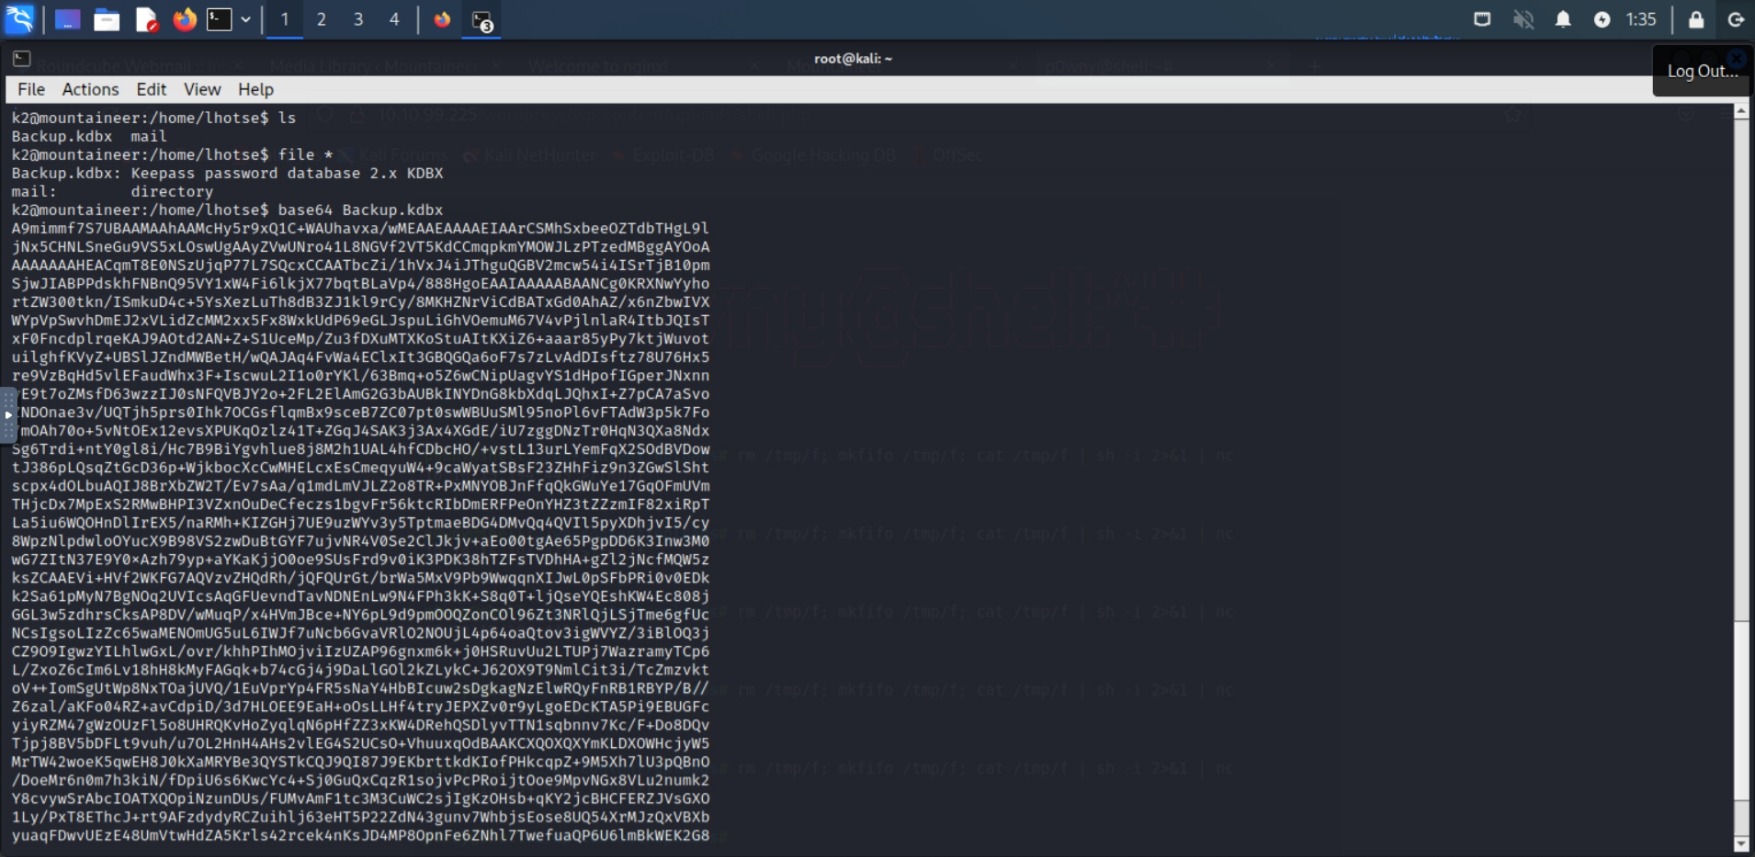 1 2 3 4 3 1:35
root@kali: ~
Log Out...
File Actions Edit View Help
k2@mountaineer:/home/lhotse$ ls
Backup.kdbx mail
k2@mountaineer:/home/lhotse$ file *
Backup.kdbx: Keepass password database 2.x KDBX
mail: directory
k2@mountaineer:/home/lhotse$ base64 Backup.kdbx
A9mimmf7S7UBAAMAAhAAMcHy5r9xQ1C+WAUhavxa/wMEAAEAAAAEIAArCSMhSxbeeOZTdbTHgL9l
jNx5CHNLSneGu9VS5xLOswUgAAyZVwUNro41L8NGVf2VT5KdCCmqpkmYMOWJLzPTzedMBggAYOoA
AAAAAAAHEACqmT8E0NSzUjqP77L7SQcxCCAATbcZi/1hVxJ4iJThguQGBV2mcw54i4ISrTjB10pm
SjwJIABPPdskhFNBnQ95VY1xW4Fi6lkjX77bqtBLaVp4/888HgoEAAIAAAAABAANCg0KRXNwYyho
rtZW300tkn/ISmkuD4c+5YsXezLuTh8dB3ZJ1kl9rCy/8MKHZNrViCdBATxGd0AhAZ/x6nZbwIVX
WYpVpSwvhDmEJ2xVLidZcMM2xx5Fx8WxkUdP69eGLJspuLiGhVOemuM67V4vPjlnlaR4ItbJQIsT
xF0FncdplrqeKAJ9AOtd2AN+Z+S1UceMp/Zu3fDXuMTXKoStuAItKXiZ6+aaar85yPy7ktjWuvot
uilghfKVyZ+UBSlJZndMWBetH/wQAJAq4FvWa4EClxIt3GBQGQa6oF7s7zLvAdDIsftz78U76Hx5
re9VzBqHd5vlEFaudWhx3F+IscwuL2I1o0rYKl/63Bmq+o5Z6wCNipUagvYS1dHpofIGperJNxnn
E9t7oZMsfD63wzzIJ0sNFQVBJY2o+2FL2ElAmG2G3bAUBkINYDnG8kbXdqLJQhxI+Z7pCA7aSvo
NDOnae3v/UQTjh5prs0Ihk7OCGsflqmBx9sceB7ZC07pt0swWBUuSMl95noPl6vFTAdW3p5k7Fo
mOAh70o+5vNtOEx12evsXPUKqOzlz41T+ZGqJ4SAK3j3Ax4XGdE/iU7zggDNzTr0HqN3QXa8Ndx
Sg6Trdi+ntY0gl8i/Hc7B9BiYgvhlue8j8M2h1UAL4hfCDbcHO/+vstL13urLYemFqX2SOdBVDow
tJ386pLQsqZtGcD36p+WjkbocXcCwMHELcxEsCmeqyuW4+9caWyatSBsF23ZHhFiz9n3ZGwSlSht
scpx4dOLbuAQIJ8BrXbZW2T/Ev7sAa/q1mdLmVJLZ2o8TR+PxMNYOBJnFfqQkGWuYe17GqOFmUVm
THjcDx7MpExS2RMwBHPI3VZxnOuDeCfeczs1bgvFr56ktcRIbDmERFPeOnYHZ3tZZzmIF82xiRpT
La5iu6WQOHnDlIrEX5/naRMh+KIZGHj7UE9uzWYv3y5TptmaeBDG4DMvQq4QVIl5pyXDhjvI5/cy
8WpzNlpdwloOYucX9B98VS2zwDuBtGYF7ujvNR4V0Se2ClJkjv+aEo00tgAe65PgpDD6K3Inw3M0
wG7ZItN37E9Y0×Azh79yp+aYKaKjjO0oe9SUsFrd9v0iK3PDK38hTZFsTVDhHA+gZl2jNcfMQW5z
ksZCAAEVi+HVf2WKFG7AQVzvZHQdRh/jQFQUrGt/brWa5MxV9Pb9WwqqnXIJwL0pSFbPRi0v0EDk
k2Sa61pMyN7BgNOq2UVIcsAqGFUevndTavNDNEnLw9N4FPh3kK+S8q0T+ljQseYQEshKW4Ec808j
GGL3w5zdhrsCksAP8DV/wMuqP/x4HVmJBce+NY6pL9d9pmOOQZonCOl96Zt3NRlQjLSjTme6gfUc
NCsIgsoLIzZc65waMENOmUG5uL6IWJf7uNcb6GvaVRlO2NOUjL4p64oaQtov3igWVYZ/3iBlOQ3j
CZ9O9IgwzYILhlwGxL/ovr/khhPIhMOjviiIzUZAP96gnxm6k+j0HSRuvUu2LTUPj7WazramyTCp6
L/ZxoZ6cIm6Lv18hH8kMyFAGqk+b74cGj4j9DaLlGOl2kZLykC+J62OX9T9NmlCit3i/TcZmzvkt
oV++IomSgUtWp8NxTOajUVQ/1EuVprYp4FR5sNaY4HbBIcuw2sDgkagNzElwRQyFnRB1RBYP/B//
Z6zal/aKFo04RZ+avCdpiD/3d7HLOEE9EaH+oOsLLHf4tryJEPXZv0r9yLgoEDcKTA5Pi9EBUGFc
yiyRZM47gWzOUzFl5o8UHRQKvHoZyqlqN6pHfZZ3xKW4DRehQSDlyvTTN1sqbnnv7Kc/F+Do8DQv
Tjpj8BV5bDFLt9vuh/u7OL2HnH4AHs2vlEG4S2UCsO+VhuuxqOdBAAKCXQOXQXYmKLDXOWHcjyW5
MrTW42woeK5qwEH8J0kXaMRYBe3QYSTkCQJ9QI87J9EKbrttkdKIofPHkcqpZ+9M5Xh7lU3pQBnO
/DoeMr6n0m7h3kiN/fDpiU6s6KwcYc4+Sj0GuQxCqzR1sojvPcPRoijtOoe9MpvNGx8VLu2numk2
Y8cvywSrAbcIOATXQOpiNzunDUs/FUMvAmF1tc3M3CuWC2sjIgKzOHsb+qKY2jcBHCFERZJVsGXO
1Ly/PxT8EThcJ+rt9AFzdydyRCZuihlj63eHT5P22ZdN43gunv7WhbjsEose8UQ54XrMJzQxVBXb
yuaqFDwvUEzE48UmVtwHdZA5Krls42rcek4nKsJD4MP8OpnFe6ZNhl7TwefuaQP6U6lmBkWEK2G8